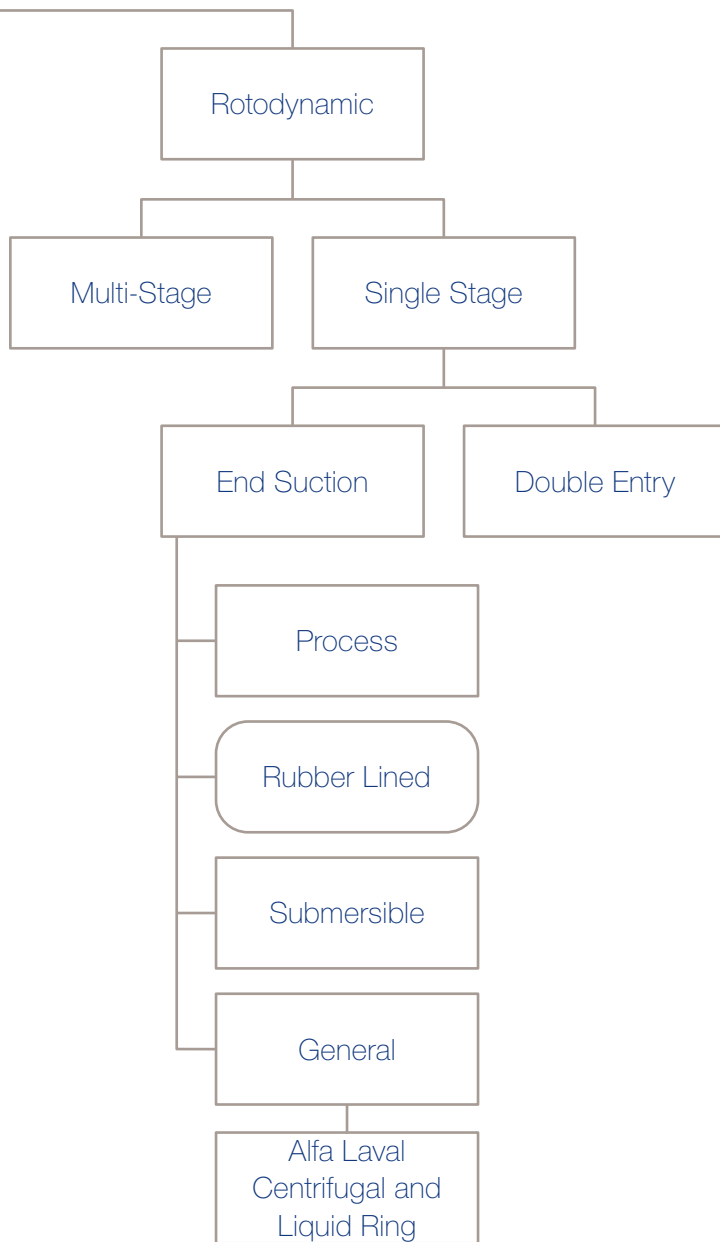 Rotodynamic
Multi-Stage
Single Stage
End Suction
Double Entry
Process
Rubber Lined
Submersible
General
Alfa Laval
Centrifugal and
Liquid Ring